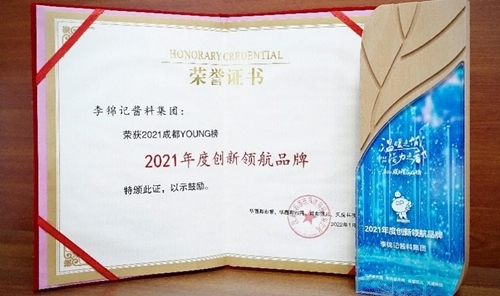 HONORARY CREDENTIAL
荣誉证书
李锦记酱料集团：
荣获2021成都YOUNG榜
2021年度创新领航品牌
特颁此证，以示鼓励。
2021年度创新领航品牌
李锦记酱料集团